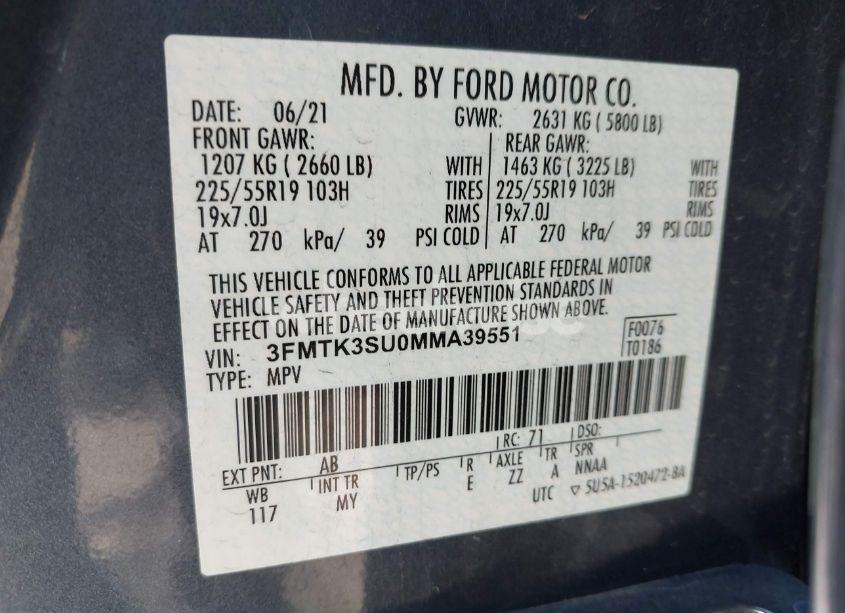 MFD. BY FORD MOTOR CO.
DATE: 06/21 GVWR: 2631 KG ( 5800 LB)
FRONT GAWR: REAR GAWR:
1207 KG ( 2660 LB) WITH 1463 KG ( 3225 LB) WITH
225/55R19 103H TIRES 225/55R19 103H TIRES
19x7.0J RIMS 19x7.0J RIMS
AT 270 kPa/ 39 PSI COLD AT 270 kPa/ 39 PSI COLD
THIS VEHICLE CONFORMS TO ALL APPLICABLE FEDERAL MOTOR
VEHICLE SAFETY AND THEFT PREVENTION STANDARDS IN
EFFECT ON THE DATE OF MANUFACTURE SHOWN ABOVE.
VIN: 3FMTK3SU0MMA39551 F0076
TYPE: MPV T0186
RC: 71 DSO:
EXT PNT: AB TP/PS R AXLE TR SPR
WB INT TR E ZZ A NNAA
117 MY UTC ▽ 5U5A-1520472-BA